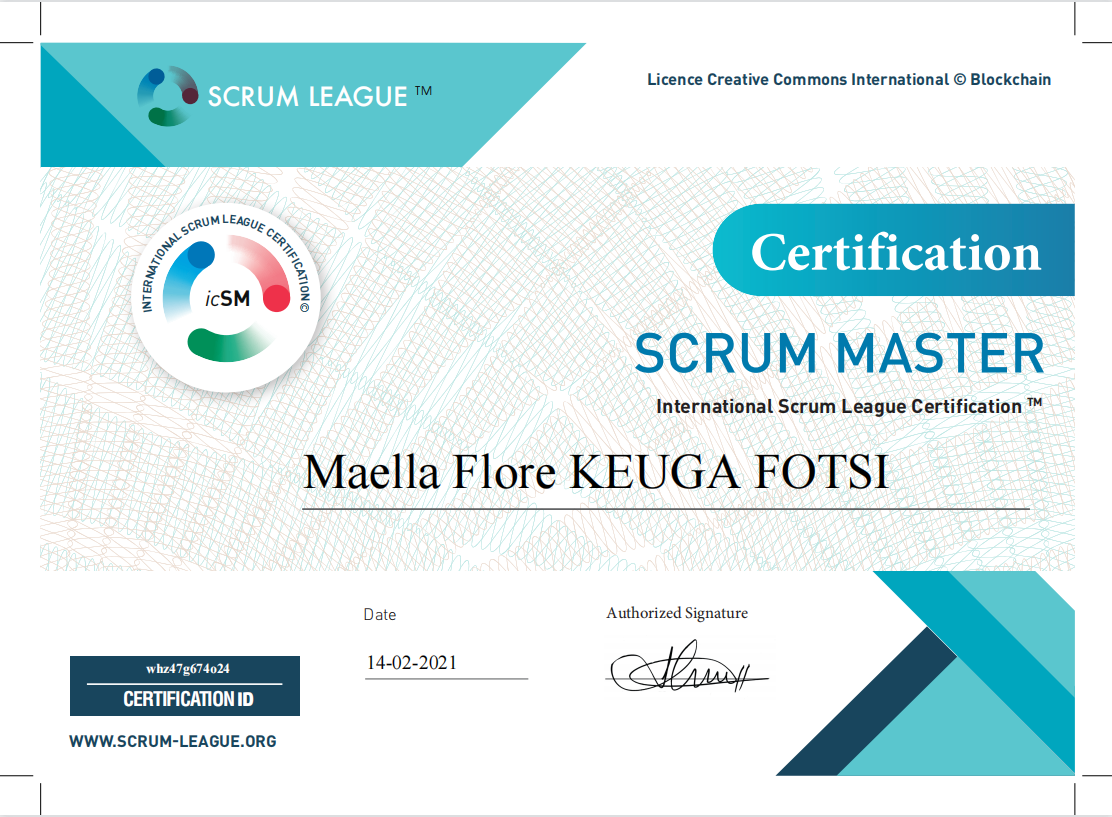 SCRUM LEAGUE ™
Licence Creative Commons International © Blockchain
INTERNATIONAL SCRUM LEAGUE CERTIFICATION ©
icSM
Certification
SCRUM MASTER
International Scrum League Certification ™
Maella Flore KEUGA FOTSI
Date
Authorized Signature
14-02-2021
whz47g674o24
CERTIFICATION ID
WWW.SCRUM-LEAGUE.ORG